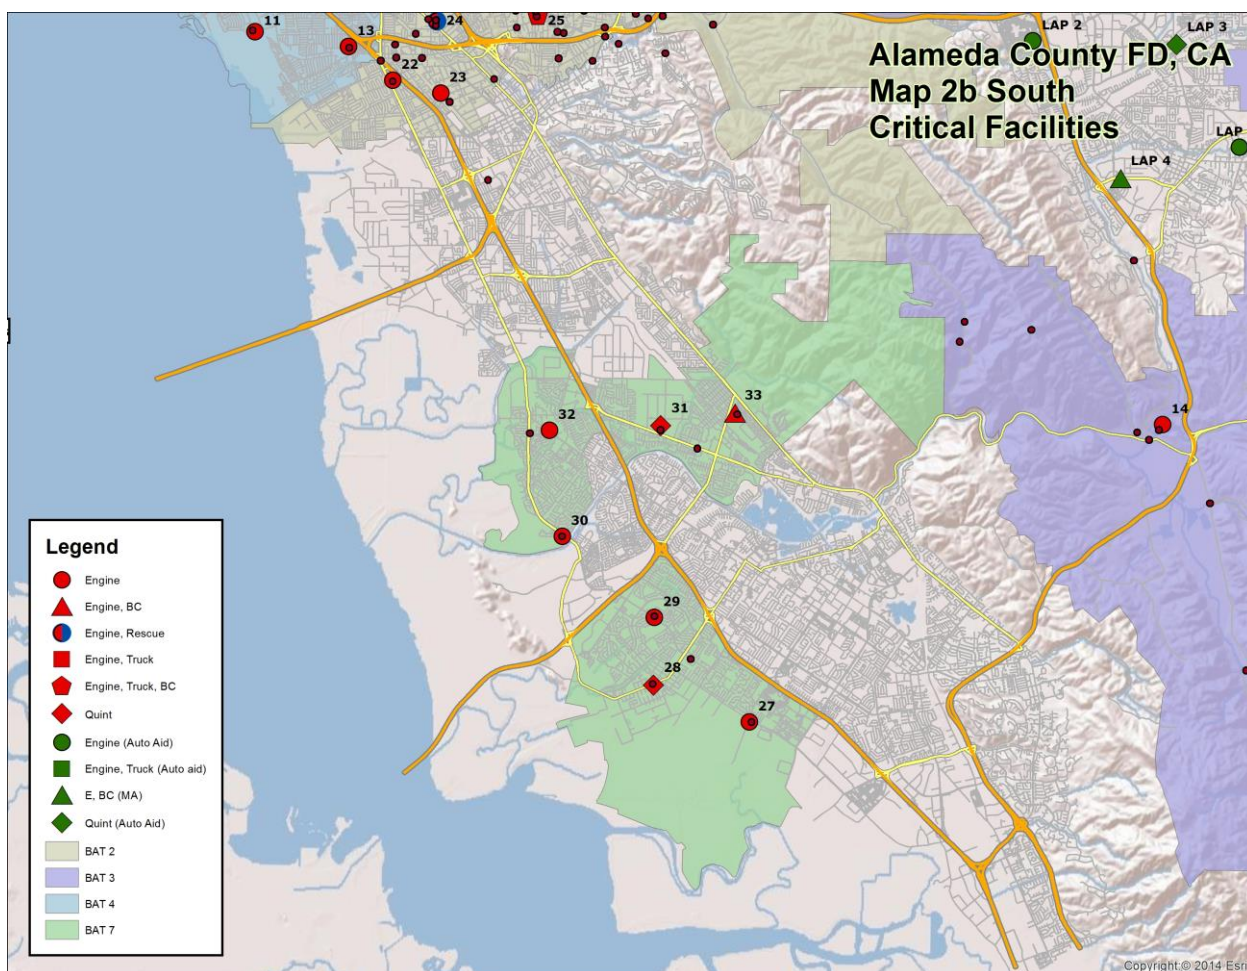 11
24
25
13
22
23
LAP 2
LAP 3
Alameda County FD, CA
Map 2b South
Critical Facilities
LAP
LAP 4
33
31
32
14
30
29
28
27
Legend
Engine
Engine, BC
Engine, Rescue
Engine, Truck
Engine, Truck, BC
Quint
Engine (Auto Aid)
Engine, Truck (Auto aid)
E, BC (MA)
Quint (Auto Aid)
BAT 2
BAT 3
BAT 4
BAT 7
Copyright:© 2014 Esri